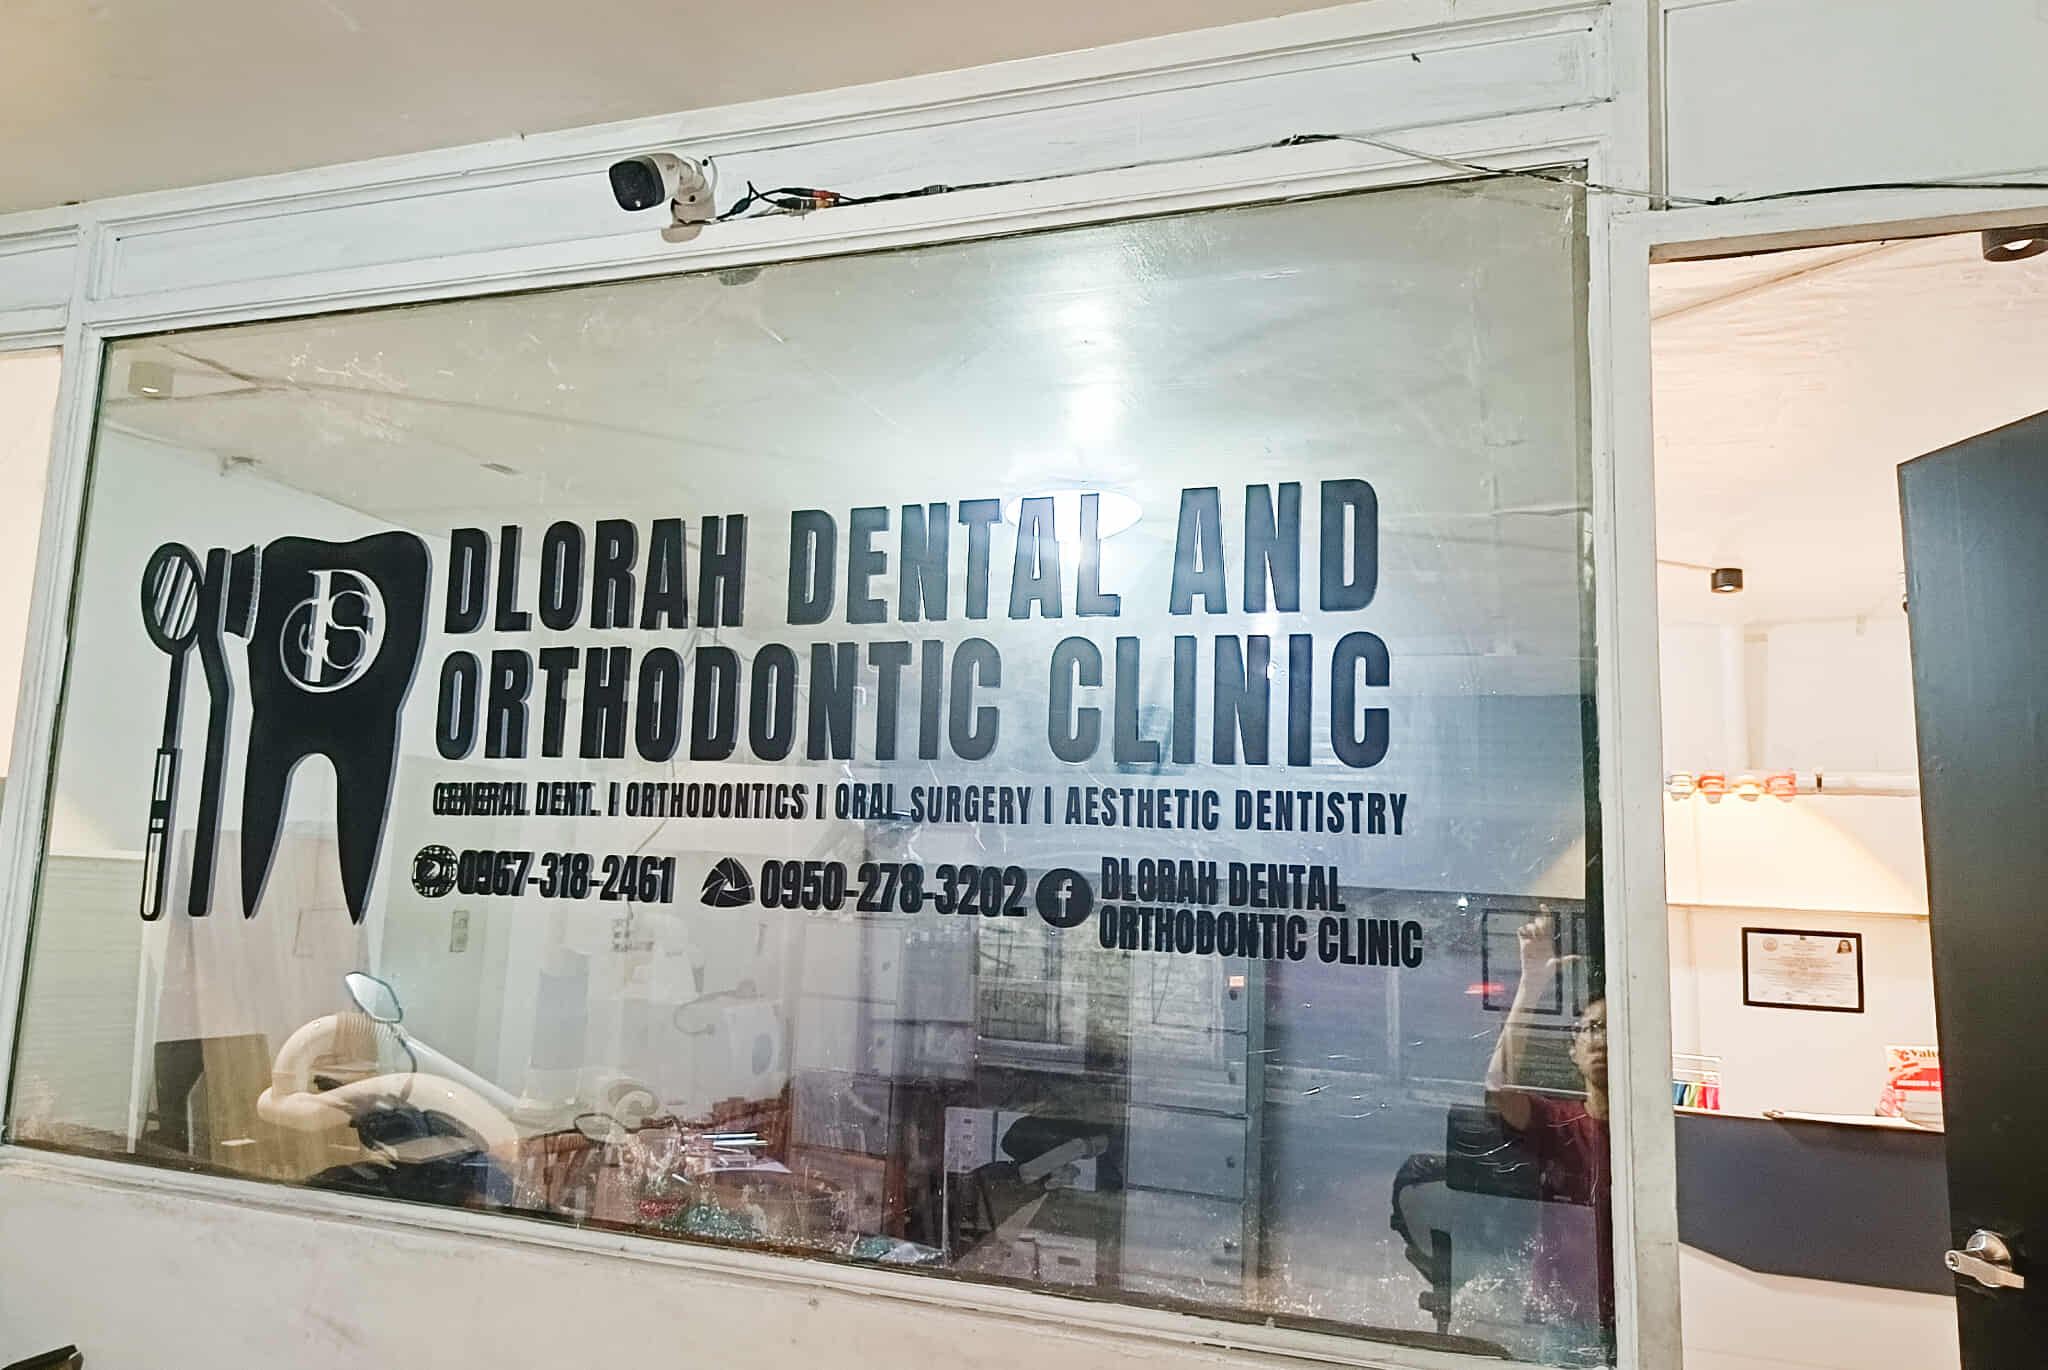 DLORAH DENTAL AND
ORTHODONTIC CLINIC
GENERAL DENT. | ORTHODONTICS | ORAL SURGERY | AESTHETIC DENTISTRY
0967-318-2461 0950-278-3202 f DLORAH DENTAL
ORTHODONTIC CLINIC